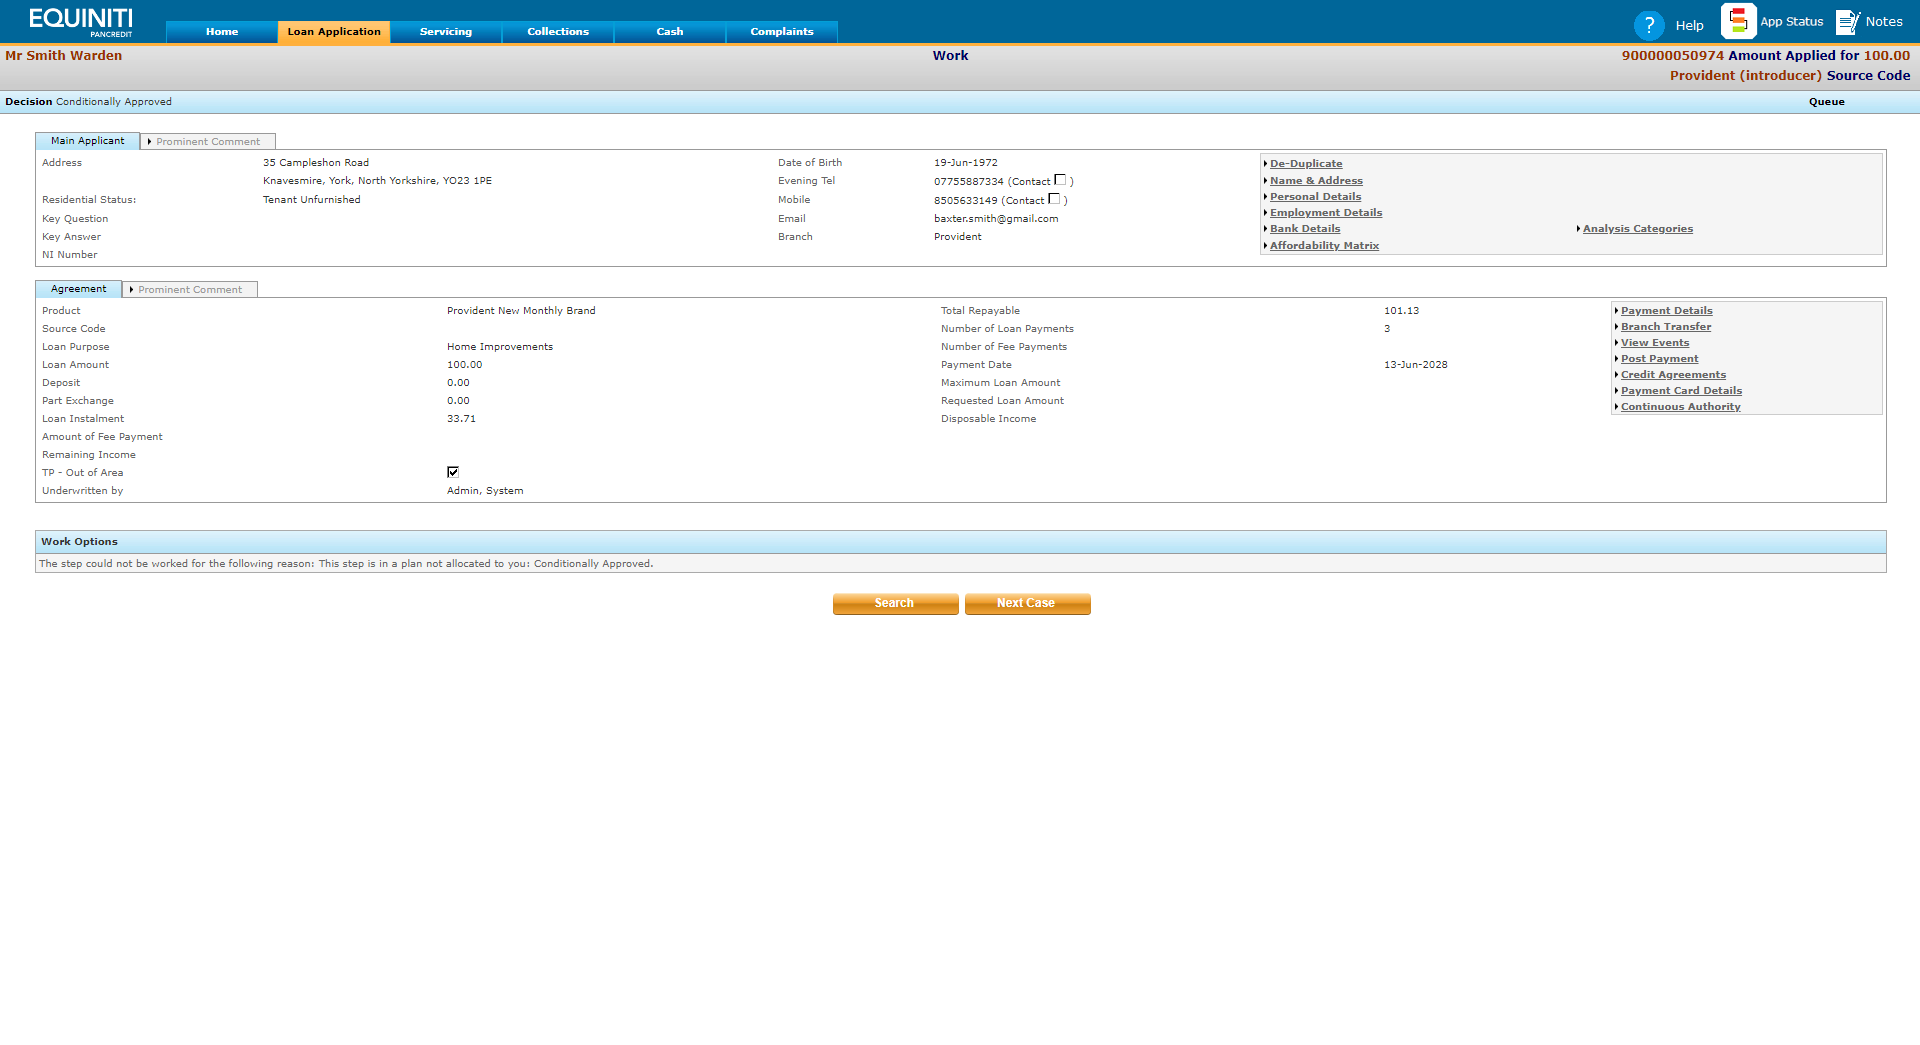 EQUINITI
PANCREDIT
Home Loan Application Servicing Collections Cash Complaints
? Help App Status Notes
Mr Smith Warden Work 900000050974 Amount Applied for 100.00
Provident (introducer) Source Code
Decision Conditionally Approved Queue
Main Applicant Prominent Comment
Address 35 Campleshon Road Date of Birth 19-Jun-1972 De-Duplicate
Knavesmire, York, North Yorkshire, YO23 1PE Evening Tel 07755887334 (Contact ) Name & Address
Residential Status: Tenant Unfurnished Mobile 8505633149 (Contact ) Personal Details
Key Question Email baxter.smith@gmail.com Employment Details
Key Answer Branch Provident Bank Details Analysis Categories
NI Number Affordability Matrix
Agreement Prominent Comment
Product Provident New Monthly Brand Total Repayable 101.13 Payment Details
Source Code Number of Loan Payments 3 Branch Transfer
Loan Purpose Home Improvements Number of Fee Payments View Events
Loan Amount 100.00 Payment Date 13-Jun-2028 Post Payment
Deposit 0.00 Maximum Loan Amount Credit Agreements
Part Exchange 0.00 Requested Loan Amount Payment Card Details
Loan Instalment 33.71 Disposable Income Continuous Authority
Amount of Fee Payment
Remaining Income
TP - Out of Area
Underwritten by Admin, System
Work Options
The step could not be worked for the following reason: This step is in a plan not allocated to you: Conditionally Approved.
Search Next Case